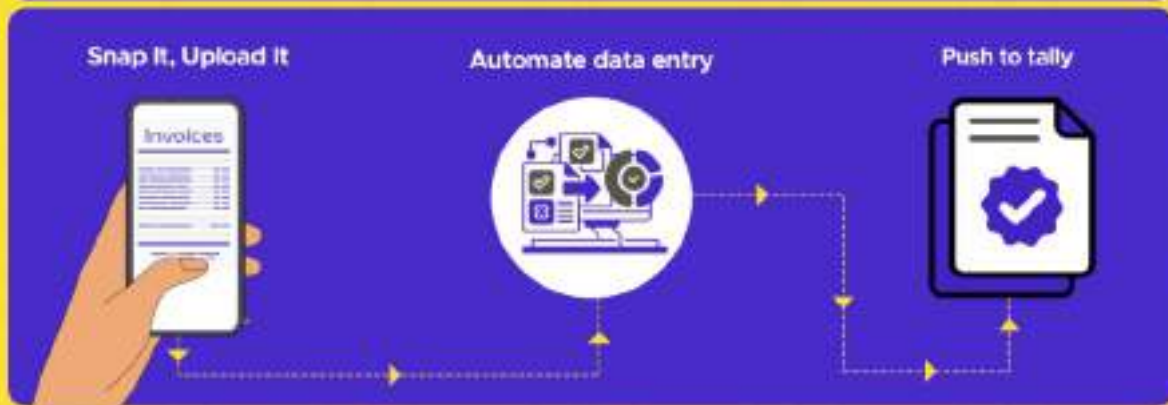 Snap It, Upload It
Automate data entry
Push to tally
Invoices